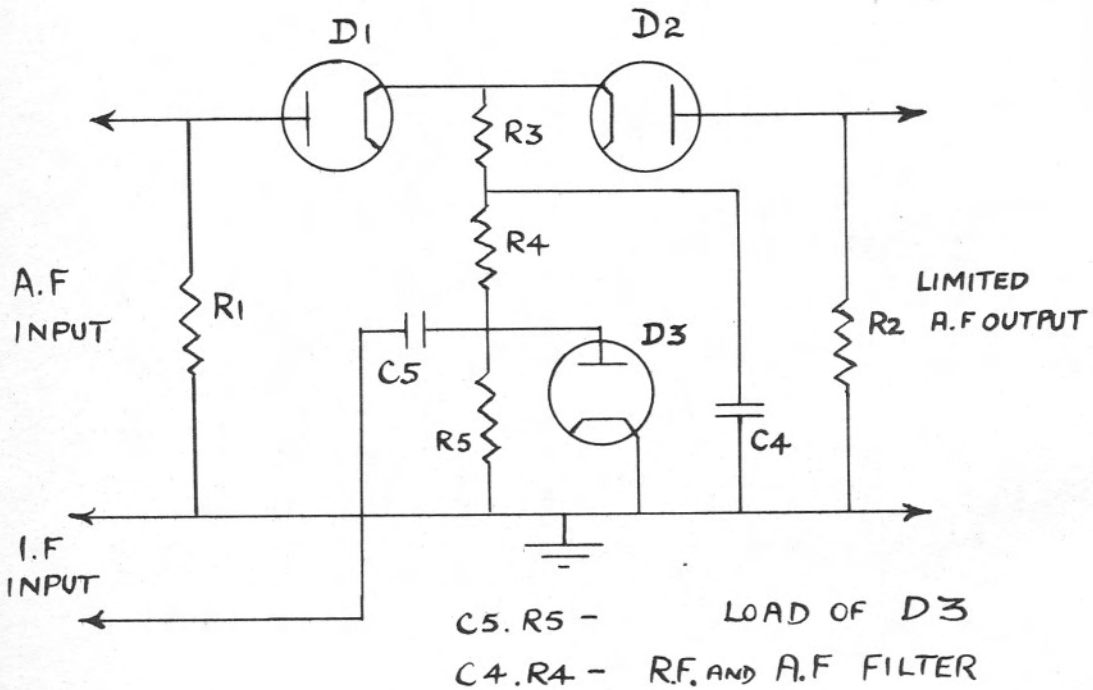 D1
D2
R3
R4
A.F
INPUT
R1
C5
D3
R5
C4
R2
LIMITED
A.F OUTPUT
I.F
INPUT
C5.R5 - LOAD OF D3
C4.R4 - R.F. AND A.F FILTER